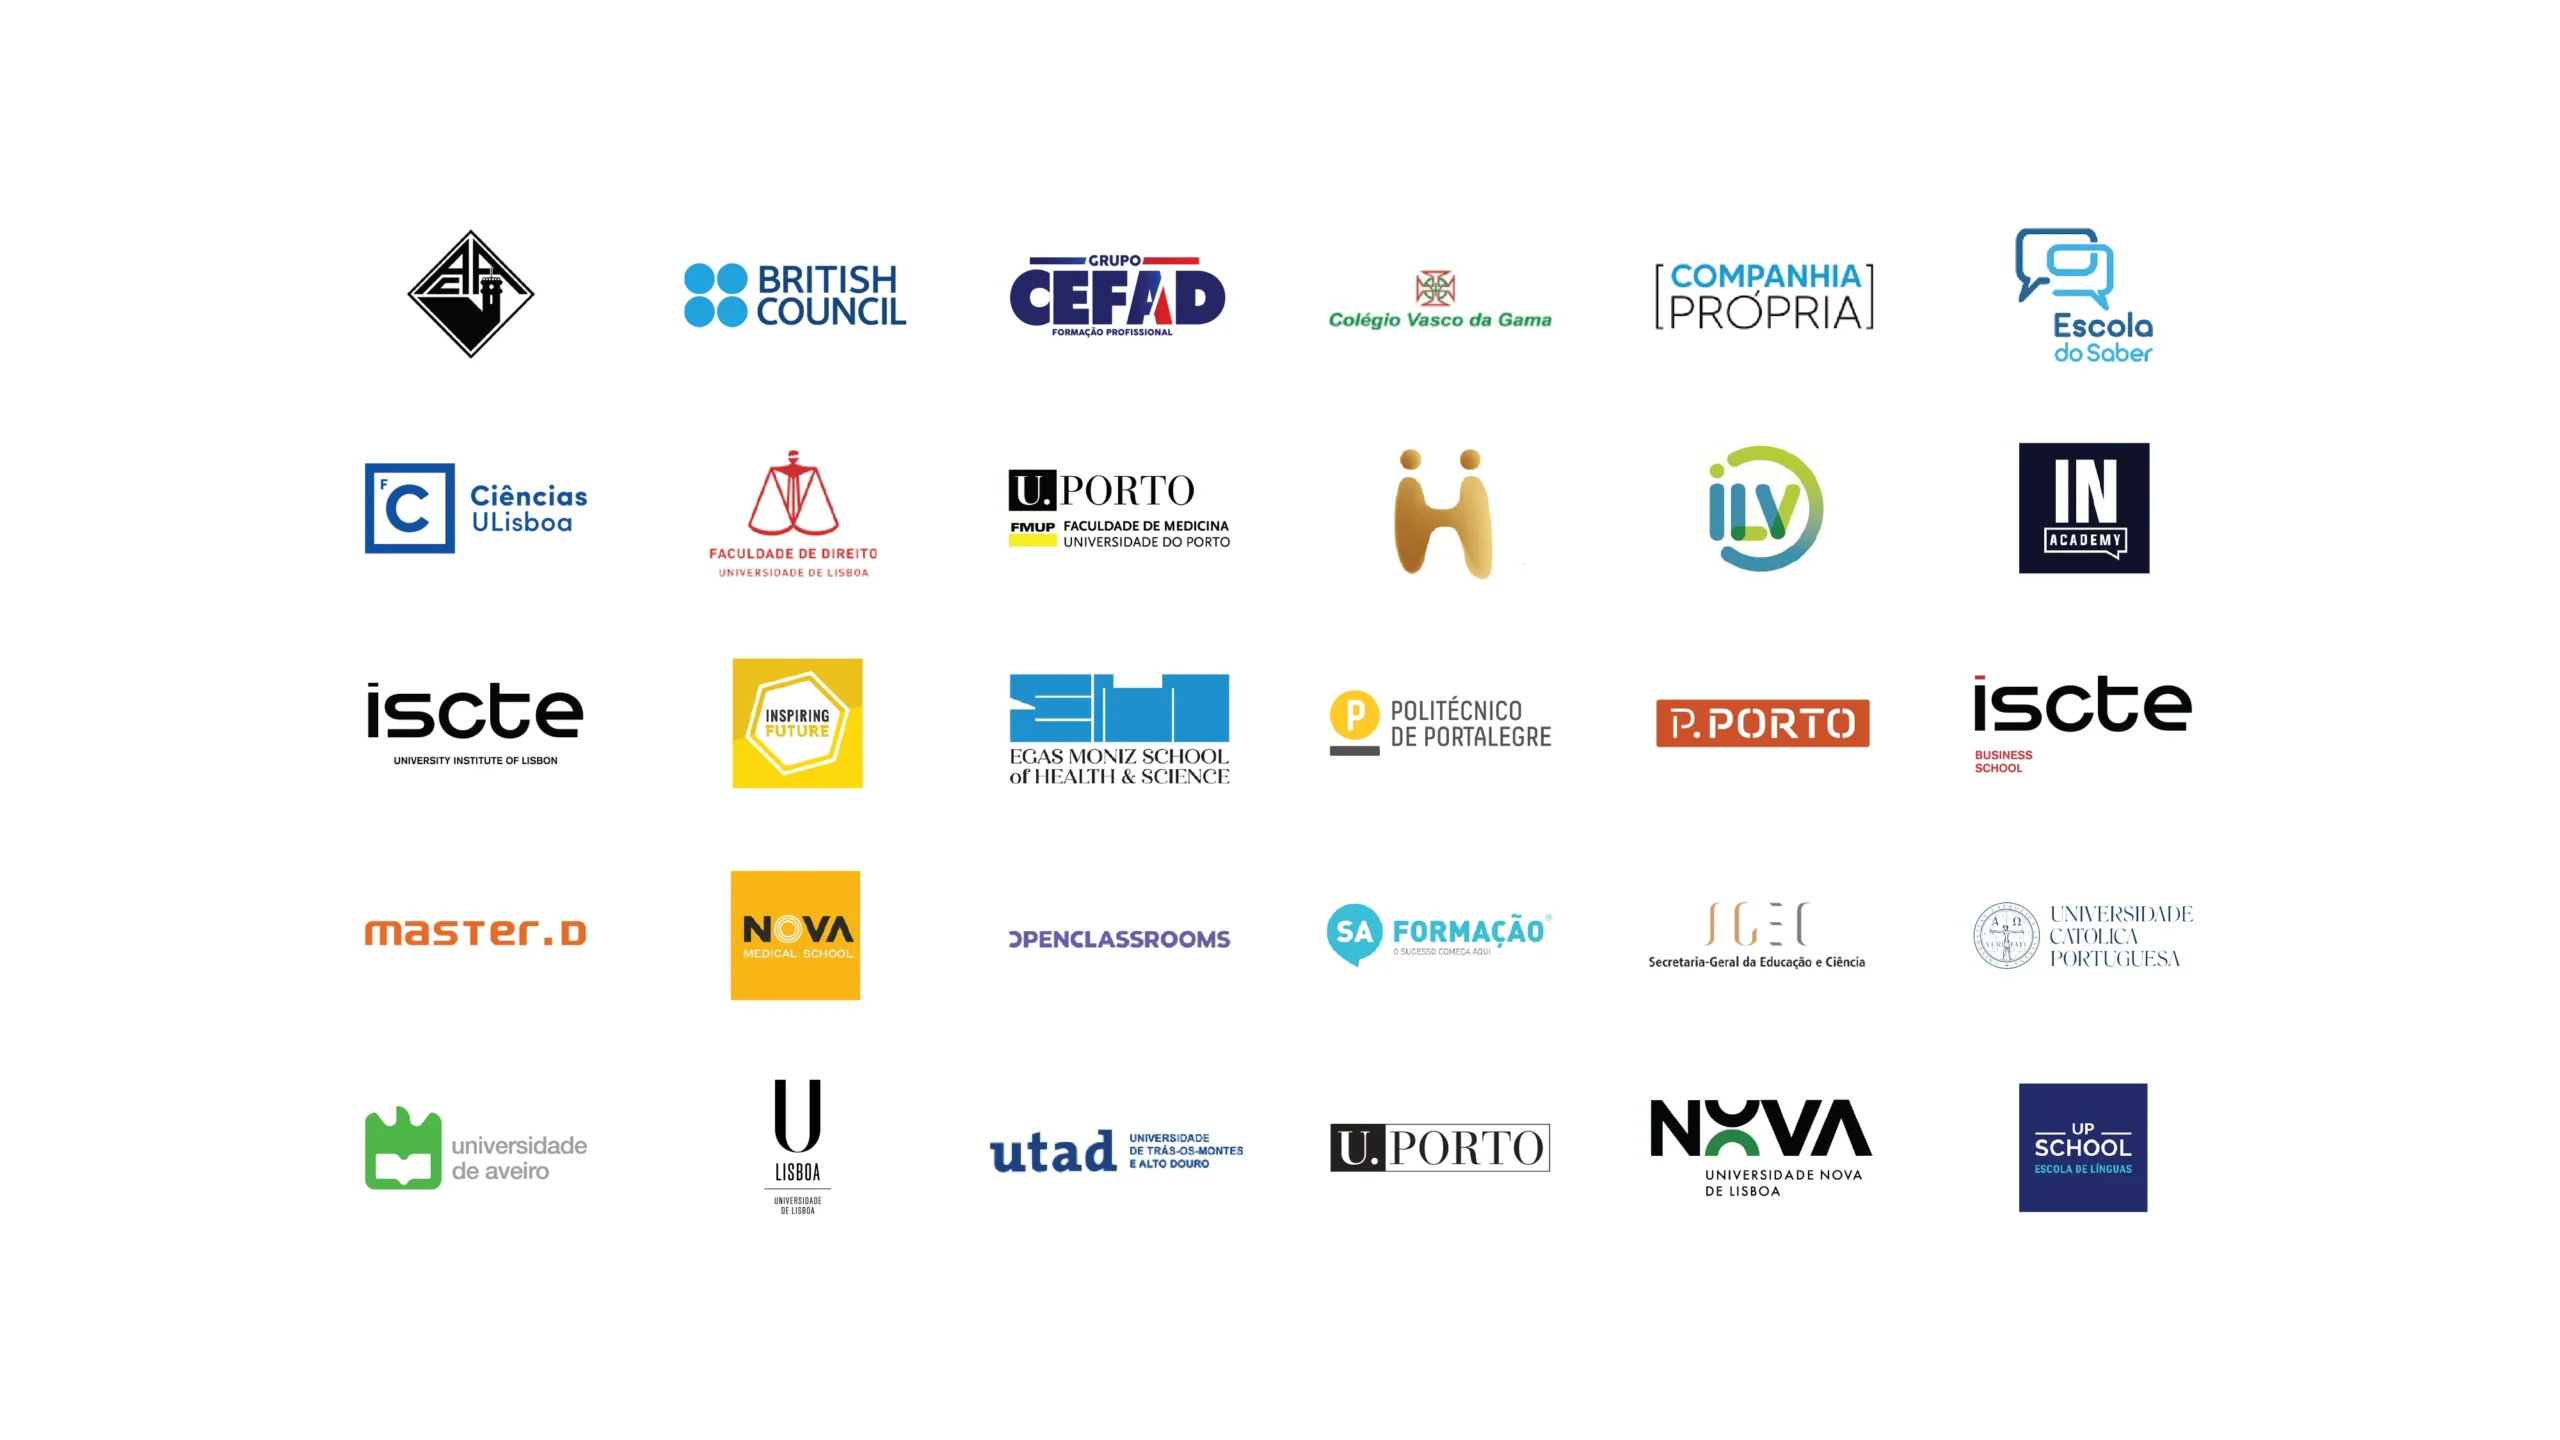 BRITISH
COUNCIL
GRUPO
CEFAD
FORMAÇÃO PROFISSIONAL
Colégio Vasco da Gama
[COMPANHIA]
[PRÓPRIA]
Escola
do Saber
F
C
Ciências
ULisboa
FACULDADE DE DIREITO
UNIVERSIDADE DE LISBOA
U.PORTO
FMUP FACULDADE DE MEDICINA
UNIVERSIDADE DO PORTO
iLV
IN
ACADEMY
iscte
UNIVERSITY INSTITUTE OF LISBON
INSPIRING
FUTURE
EGAS MONIZ SCHOOL
of HEALTH & SCIENCE
P
POLITÉCNICO
DE PORTALEGRE
P.PORTO
iscte
BUSINESS
SCHOOL
master.D
NOVA
MEDICAL SCHOOL
OPENCLASSROOMS
SA
FORMAÇÃO®
O SUCESSO COMEÇA AQUI
SGEC
Secretaria-Geral da Educação e Ciência
Α Ω
UNIVERSIDADE
CATOLICA
PORTUGUESA
universidade
de aveiro
U
LISBOA
UNIVERSIDADE
DE LISBOA
utad
UNIVERSIDADE
DE TRÁS-OS-MONTES
E ALTO DOURO
U.PORTO
NOVA
UNIVERSIDADE NOVA
DE LISBOA
UP
SCHOOL
ESCOLA DE LÍNGUAS